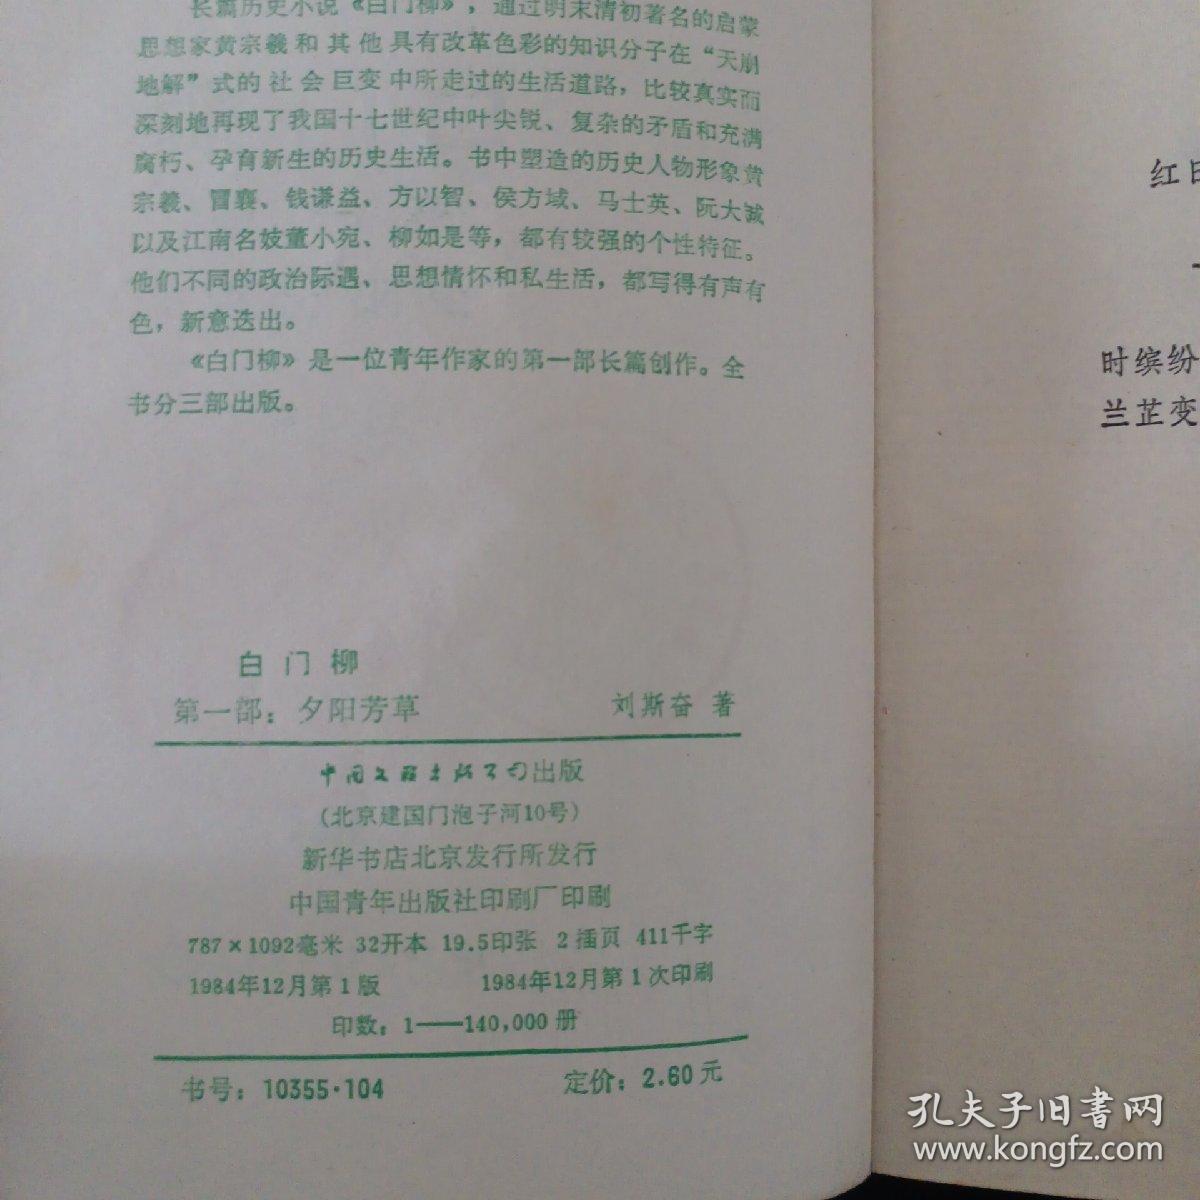 长篇历史小说《白门柳》，通过明末清初著名的启蒙
思想家黄宗羲和其他具有改革色彩的知识分子在“天崩
地解”式的社会巨变中所走过的生活道路，比较真实而
深刻地再现了我国十七世纪中叶尖锐、复杂的矛盾和充满
腐朽、孕育新生的历史生活。书中塑造的历史人物形象黄
宗羲、冒襄、钱谦益、方以智、侯方域、马士英、阮大诚
以及江南名妓董小宛、柳如是等，都有较强的个性特征。
他们不同的政治际遇、思想情怀和私生活，都写得有声有
色，新意迭出。
《白门柳》是一位青年作家的第一部长篇创作。全
书分三部出版。
白门柳
第一部：夕阳芳草 刘斯奋 著
中国文联出版公司出版
(北京建国门泡子河10号)
新华书店北京发行所发行
中国青年出版社印刷厂印刷
787×1092毫米 32开本 19.5印张 2插页 411千字
1984年12月第1版 1984年12月第1次印刷
印数：1——140,000册
书号：10355·104 定价：2.60元
红日
时缤纷
兰芷变
孔夫子旧书网
www.kongfz.com